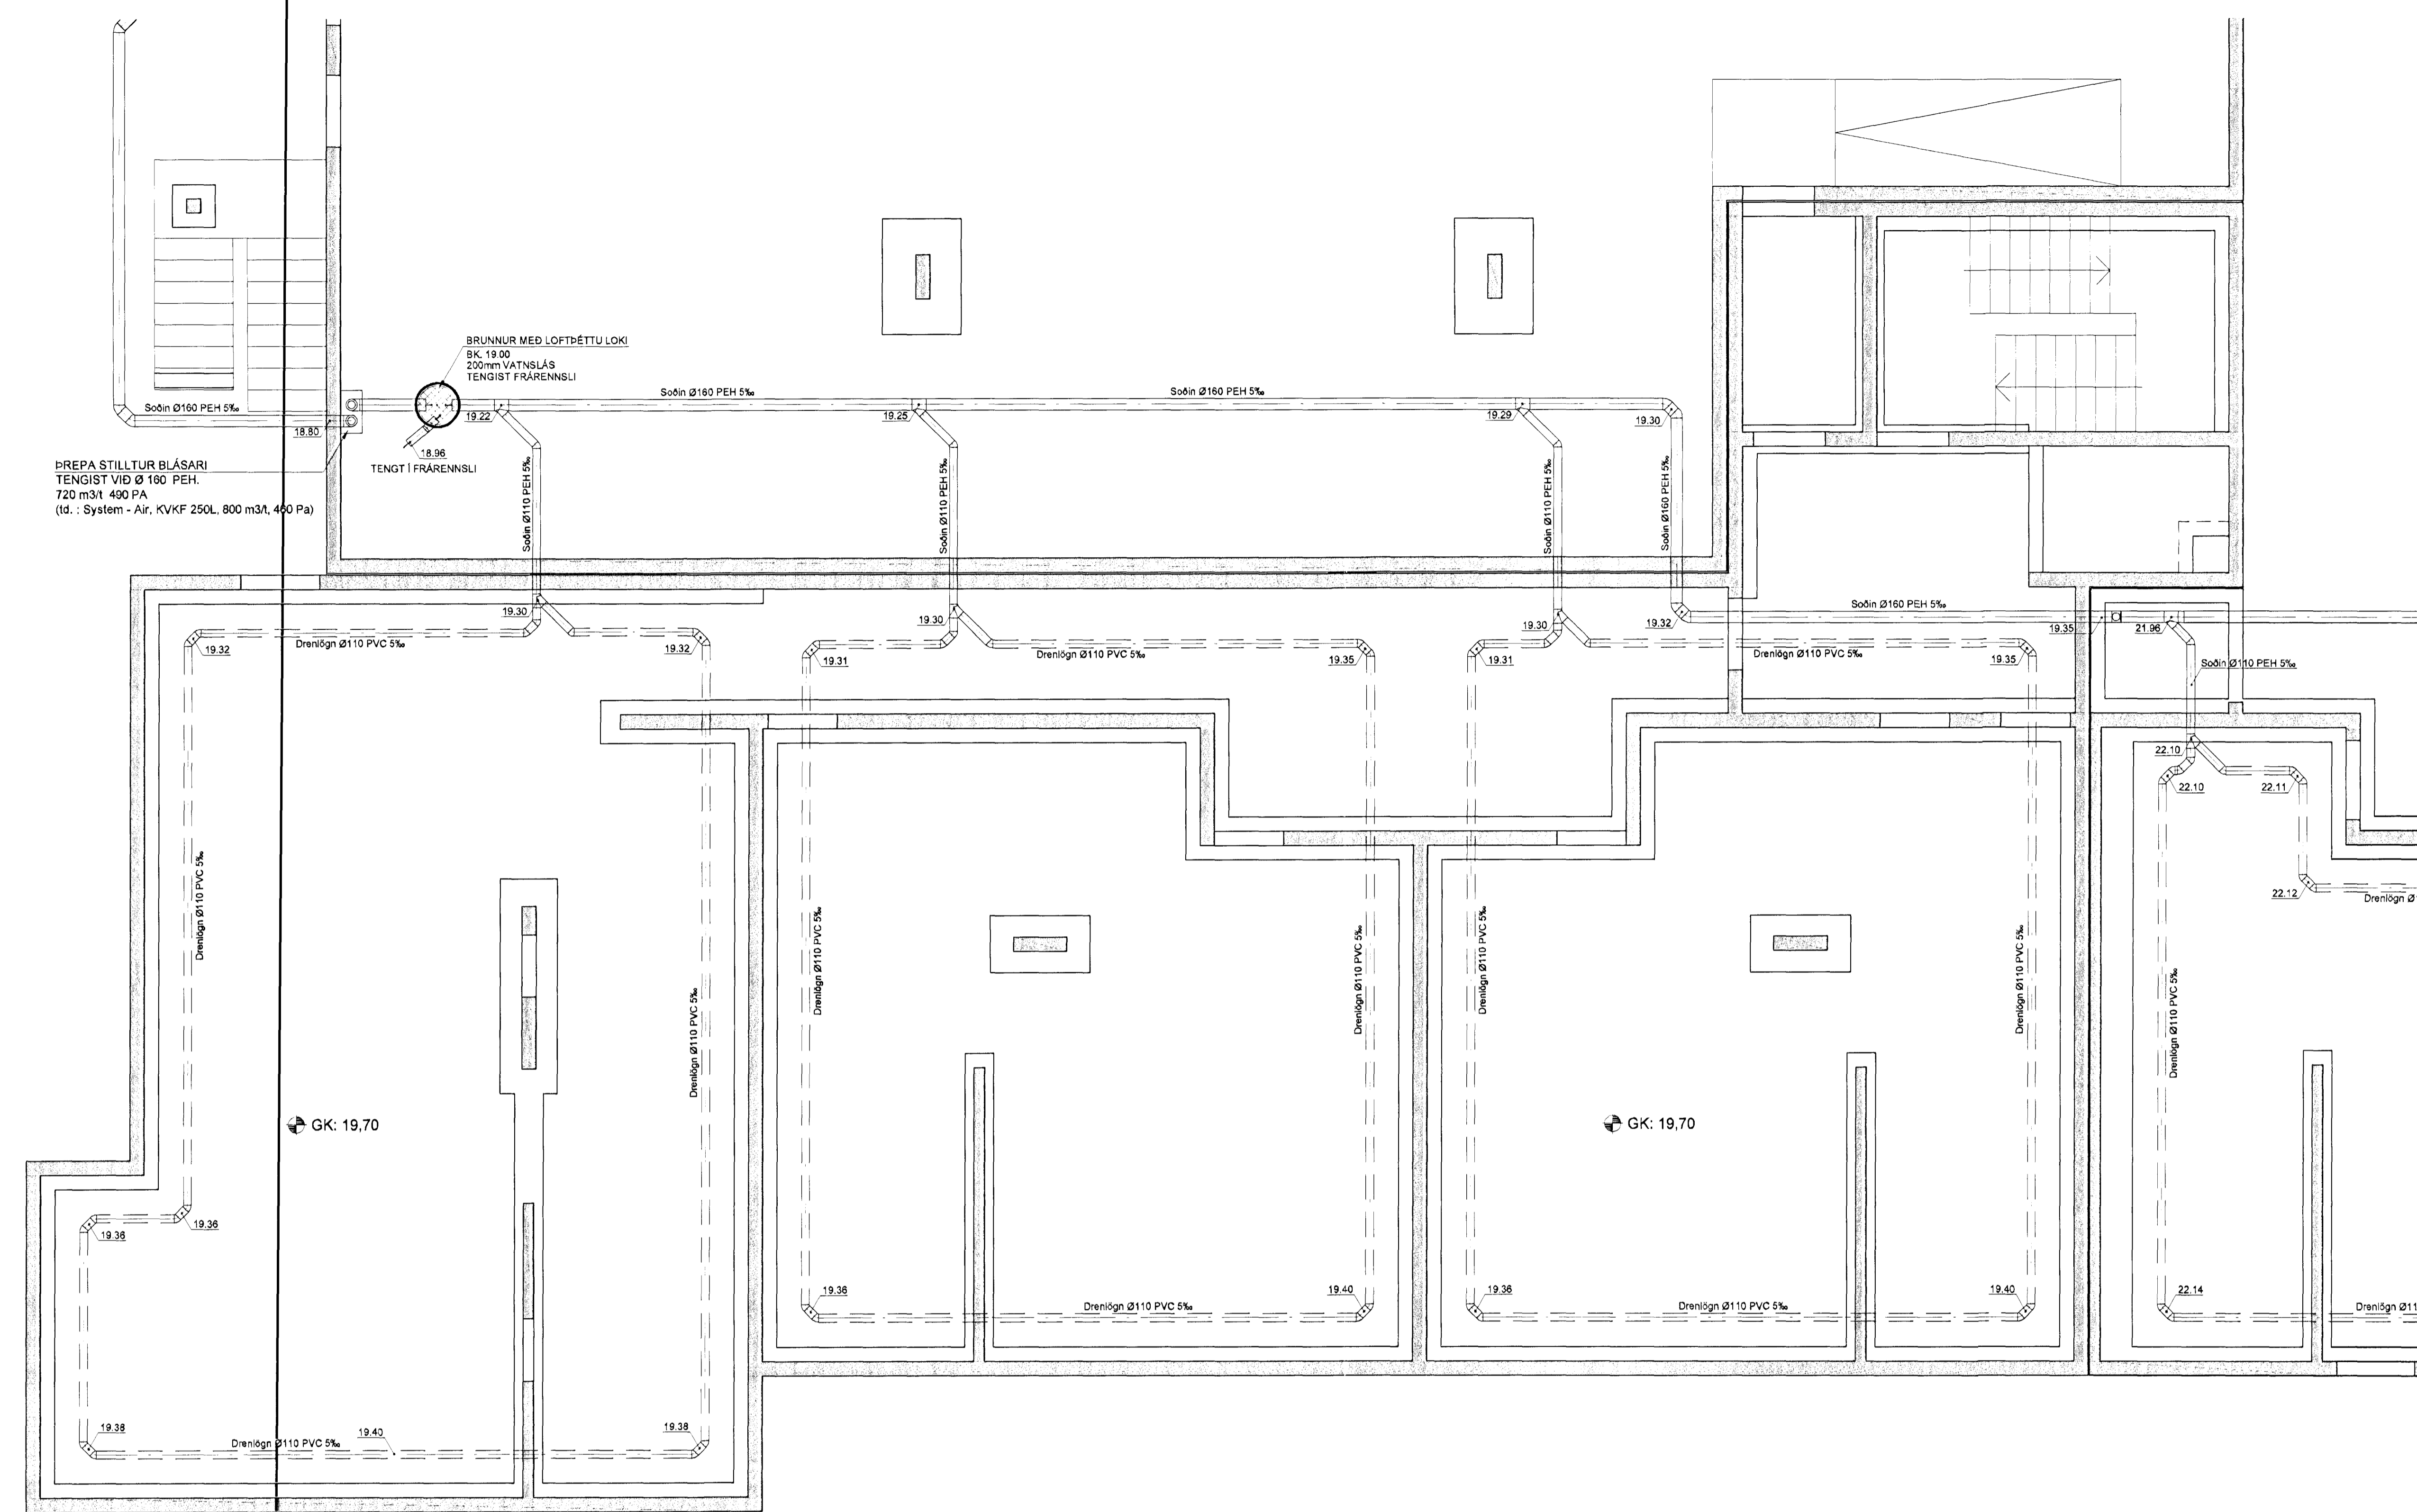 BRUNNUR MEÐ LOFTÞÉTTU LOKI
BK. 19.00
200mm VATNSLÁS
TENGIST FRÁRENNSLI
Soðin Ø160 PEH 5‰
Soðin Ø160 PEH 5‰
Soðin Ø160 PEH 5‰
19.22
19.25
19.29
19.30
18.80
18.96
TENGT Í FRÁRENNSLI
ÞREPA STILLTUR BLÁSARI
TENGIST VIÐ Ø 160 PEH.
720 m3/t 490 PA
(td. : System - Air, KVKF 250L, 800 m3/t, 460 Pa)
Soðin Ø110 PEH 5‰
Soðin Ø110 PEH 5‰
Soðin Ø110 PEH 5‰
Soðin Ø160 PEH 5‰
19.30
19.30
19.30
19.32
Soðin Ø160 PEH 5‰
19.35
21.96
19.32
Drenlögn Ø110 PVC 5‰
19.32
19.31
Drenlögn Ø110 PVC 5‰
19.35
19.31
Drenlögn Ø110 PVC 5‰
19.35
Soðin Ø110 PEH 5‰
22.10
22.10
22.11
22.12
Drenlögn Ø
Drenlögn Ø110 PVC 5‰
Drenlögn Ø110 PVC 5‰
Drenlögn Ø110 PVC 5‰
Drenlögn Ø110 PVC 5‰
Drenlögn Ø110 PVC 5‰
Drenlögn Ø110 PVC 5‰
Drenlögn Ø110 PVC 5‰
GK: 19,70
GK: 19,70
19.36
19.36
19.36
Drenlögn Ø110 PVC 5‰
19.40
19.36
Drenlögn Ø110 PVC 5‰
19.40
22.14
Drenlögn Ø11
19.38
Drenlögn Ø110 PVC 5‰
19.40
19.38